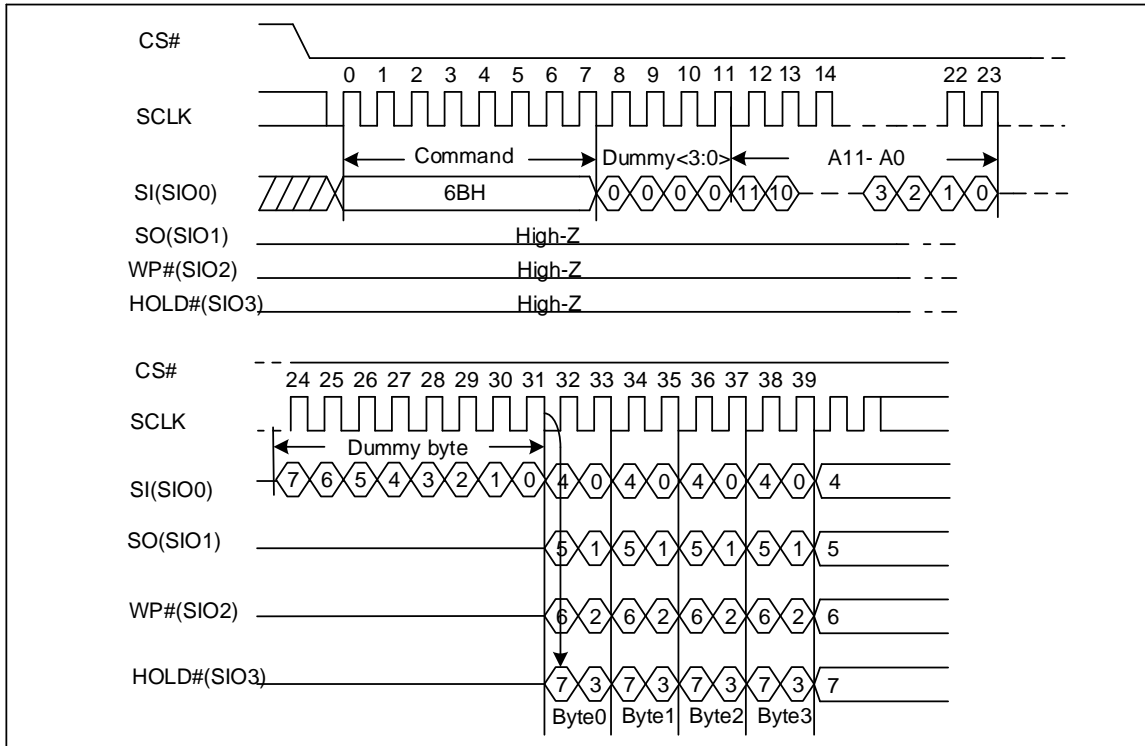 CS#
0 1 2 3 4 5 6 7 8 9 10 11 12 13 14 22 23
SCLK
Command Dummy<3:0> A11- A0
SI(SIO0) 6BH 0 0 0 0 11 10 3 2 1 0
SO(SIO1) High-Z
WP#(SIO2) High-Z
HOLD#(SIO3) High-Z
CS#
24 25 26 27 28 29 30 31 32 33 34 35 36 37 38 39
SCLK
Dummy byte
SI(SIO0) 7 6 5 4 3 2 1 0 4 0 4 0 4 0 4 0 4
SO(SIO1) 5 1 5 1 5 1 5 1 5
WP#(SIO2) 6 2 6 2 6 2 6 2 6
HOLD#(SIO3) 7 3 7 3 7 3 7 3 7
Byte0 Byte1 Byte2 Byte3